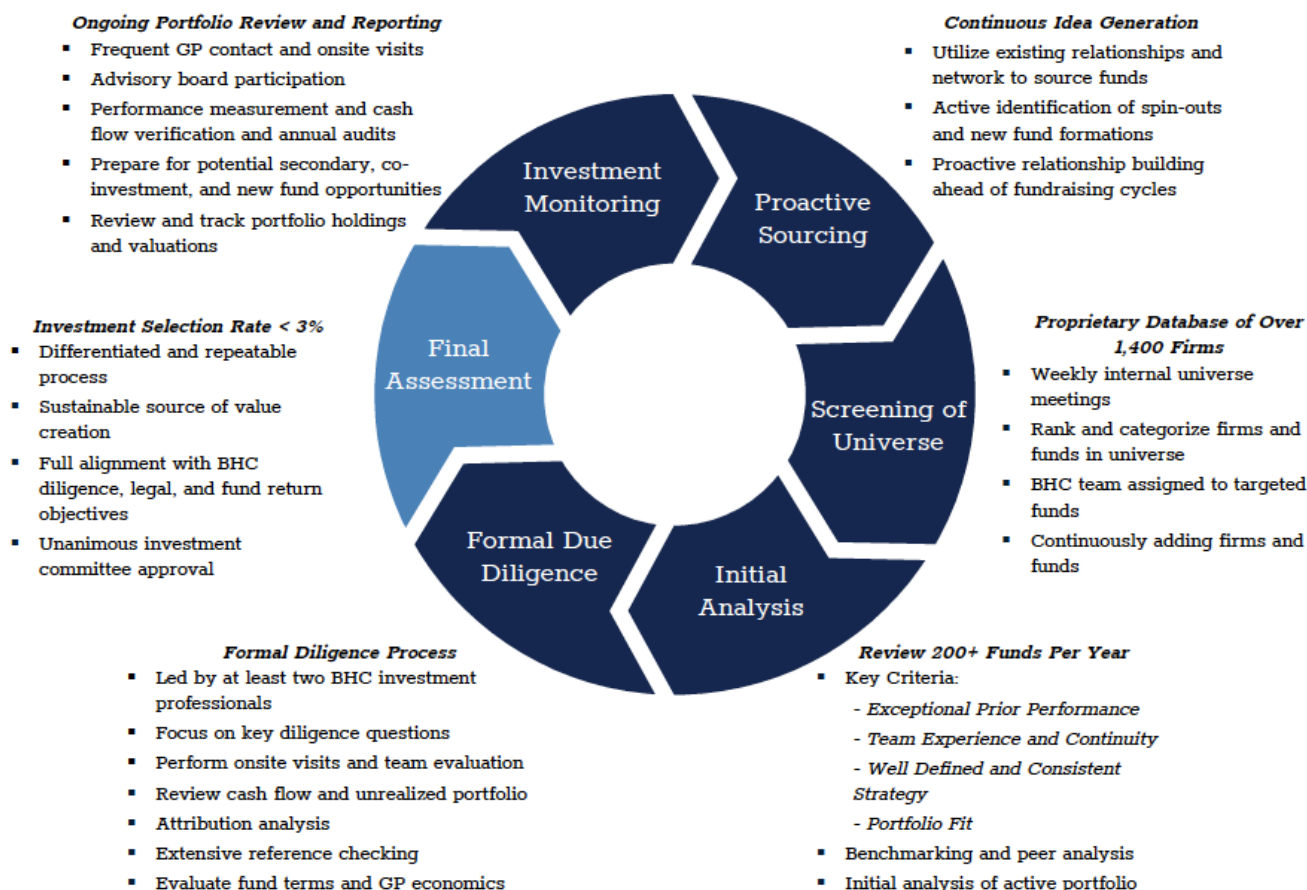 Ongoing Portfolio Review and Reporting
▪ Frequent GP contact and onsite visits
▪ Advisory board participation
▪ Performance measurement and cash
flow verification and annual audits
▪ Prepare for potential secondary, co-
investment, and new fund opportunities
▪ Review and track portfolio holdings
and valuations
Continuous Idea Generation
▪ Utilize existing relationships and
network to source funds
▪ Active identification of spin-outs
and new fund formations
▪ Proactive relationship building
ahead of fundraising cycles
Investment
Monitoring
Proactive
Sourcing
Investment Selection Rate < 3%
▪ Differentiated and repeatable
process
▪ Sustainable source of value
creation
▪ Full alignment with BHC
diligence, legal, and fund return
objectives
▪ Unanimous investment
committee approval
Final
Assessment
Screening of
Universe
Proprietary Database of Over
1,400 Firms
▪ Weekly internal universe
meetings
▪ Rank and categorize firms and
funds in universe
▪ BHC team assigned to targeted
funds
▪ Continuously adding firms and
funds
Formal Due
Diligence
Initial
Analysis
Formal Diligence Process
▪ Led by at least two BHC investment
professionals
▪ Focus on key diligence questions
▪ Perform onsite visits and team evaluation
▪ Review cash flow and unrealized portfolio
▪ Attribution analysis
▪ Extensive reference checking
▪ Evaluate fund terms and GP economics
Review 200+ Funds Per Year
▪ Key Criteria:
- Exceptional Prior Performance
- Team Experience and Continuity
- Well Defined and Consistent
Strategy
- Portfolio Fit
▪ Benchmarking and peer analysis
▪ Initial analysis of active portfolio